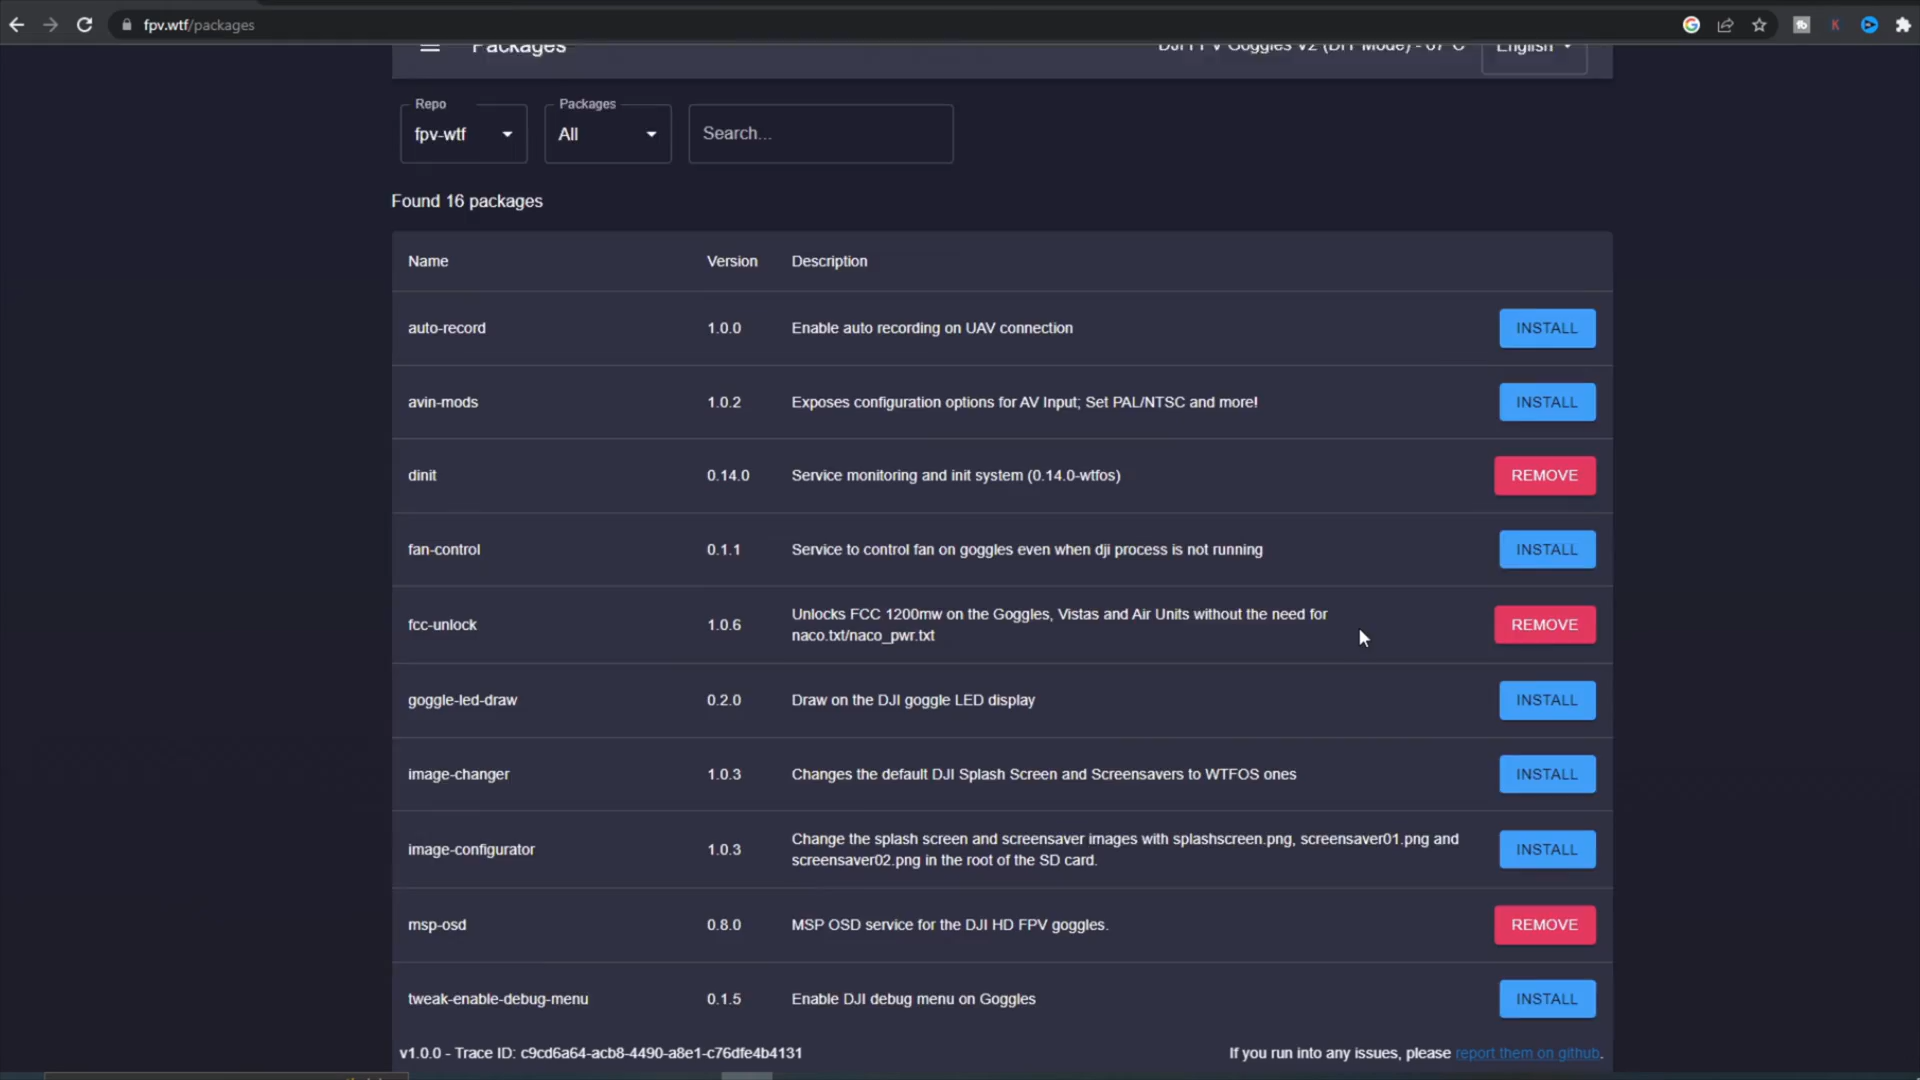 fpv.wtf/packages
Packages
DJI FPV Goggles V2 (DIY Mode) - 67°C
English
Repo
fpv-wtf
Packages
All
Search...
Found 16 packages
Name Version Description
auto-record 1.0.0 Enable auto recording on UAV connection INSTALL
avin-mods 1.0.2 Exposes configuration options for AV Input; Set PAL/NTSC and more! INSTALL
dinit 0.14.0 Service monitoring and init system (0.14.0-wtfos) REMOVE
fan-control 0.1.1 Service to control fan on goggles even when dji process is not running INSTALL
fcc-unlock 1.0.6 Unlocks FCC 1200mw on the Goggles, Vistas and Air Units without the need for
naco.txt/naco_pwr.txt REMOVE
goggle-led-draw 0.2.0 Draw on the DJI goggle LED display INSTALL
image-changer 1.0.3 Changes the default DJI Splash Screen and Screensavers to WTFOS ones INSTALL
image-configurator 1.0.3 Change the splash screen and screensaver images with splashscreen.png, screensaver01.png and
screensaver02.png in the root of the SD card. INSTALL
msp-osd 0.8.0 MSP OSD service for the DJI HD FPV goggles. REMOVE
tweak-enable-debug-menu 0.1.5 Enable DJI debug menu on Goggles INSTALL
v1.0.0 - Trace ID: c9cd6a64-acb8-4490-a8e1-c76dfe4b4131 If you run into any issues, please report them on github.